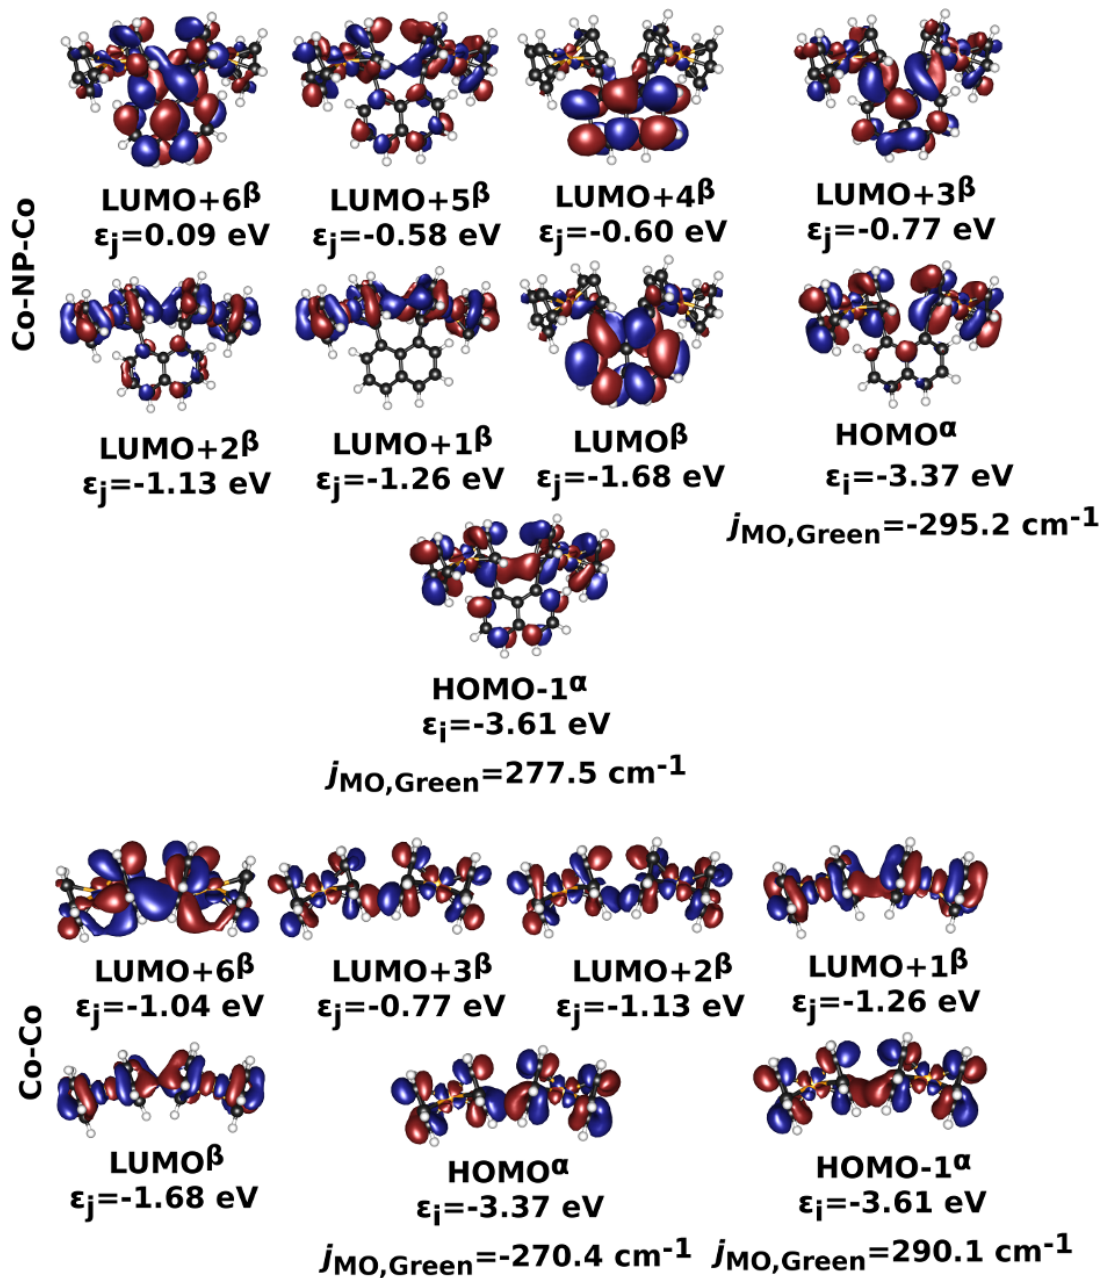 Co-NP-Co
LUMO+6β LUMO+5β LUMO+4β LUMO+3β
εj=0.09 eV εj=-0.58 eV εj=-0.60 eV εj=-0.77 eV
LUMO+2β LUMO+1β LUMOβ HOMOα
εj=-1.13 eV εj=-1.26 eV εj=-1.68 eV εi=-3.37 eV
jMO,Green=-295.2 cm-1
HOMO-1α
εi=-3.61 eV
jMO,Green=277.5 cm-1
Co-Co
LUMO+6β LUMO+3β LUMO+2β LUMO+1β
εj=-1.04 eV εj=-0.77 eV εj=-1.13 eV εj=-1.26 eV
LUMOβ HOMOα HOMO-1α
εj=-1.68 eV εi=-3.37 eV εi=-3.61 eV
jMO,Green=-270.4 cm-1 jMO,Green=290.1 cm-1